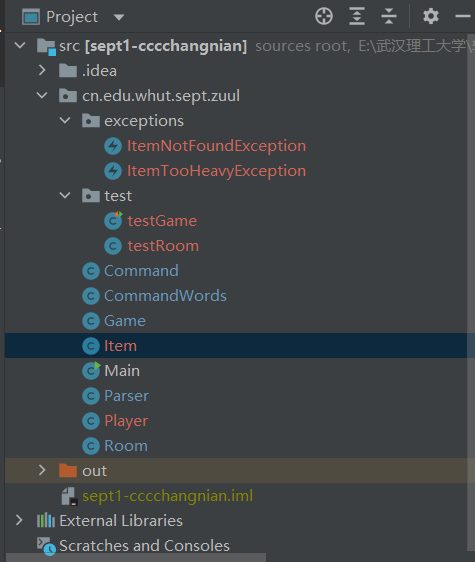 Project
src [sept1-cccchangnian] sources root, E:\武汉理工大学\
.idea
cn.edu.whut.sept.zuul
exceptions
ItemNotFoundException
ItemTooHeavyException
test
testGame
testRoom
Command
CommandWords
Game
Item
Main
Parser
Player
Room
out
sept1-cccchangnian.iml
External Libraries
Scratches and Consoles